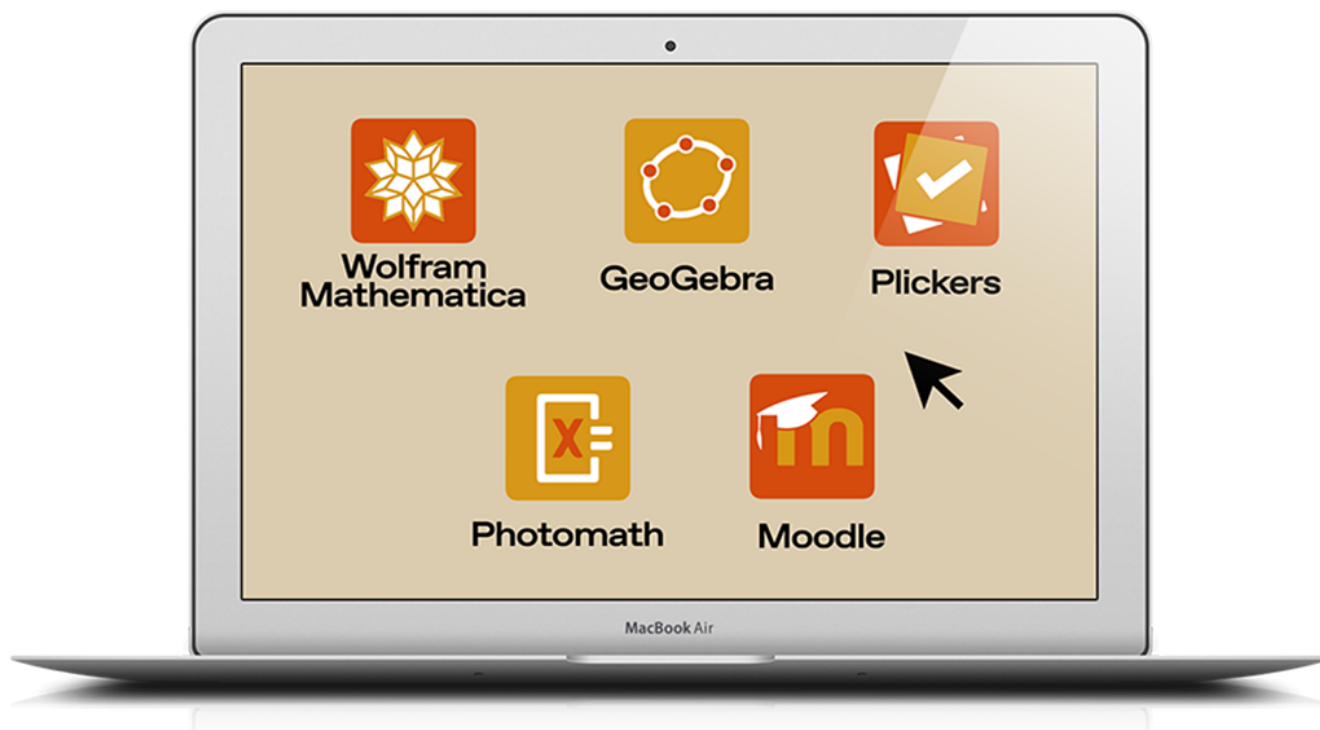 Wolfram
Mathematica
GeoGebra
Plickers
X
m
Photomath
Moodle
MacBook Air